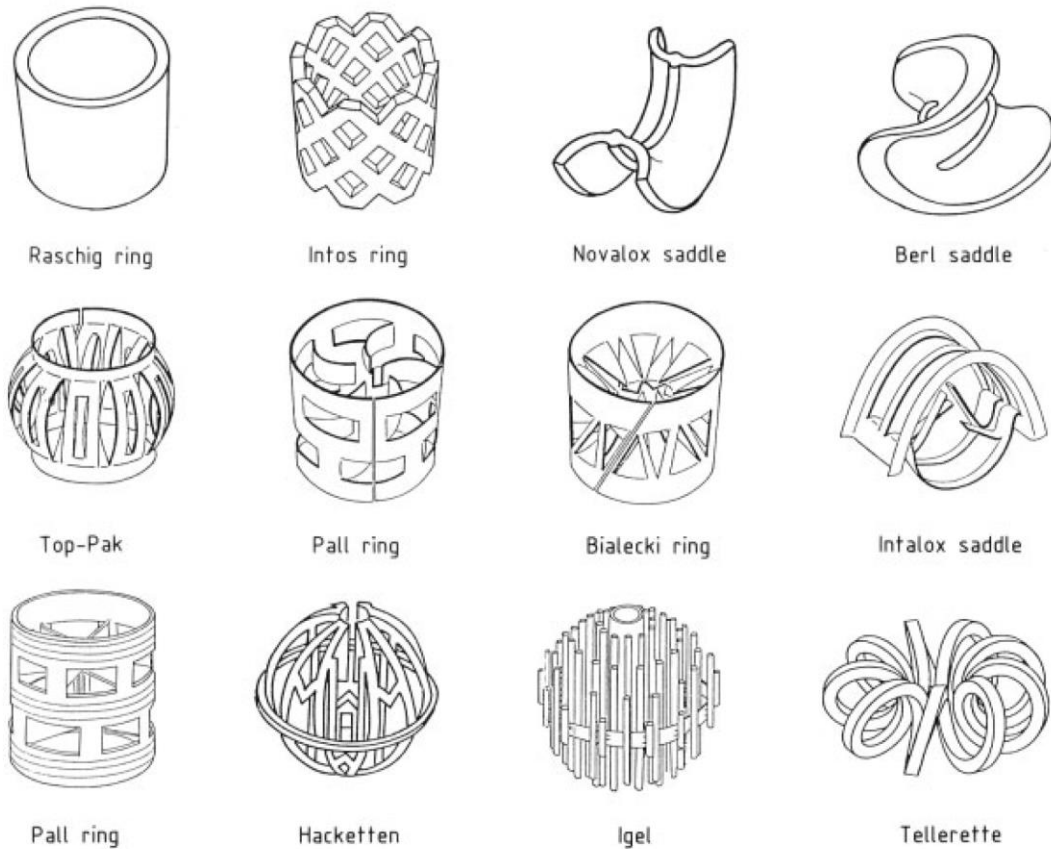 Raschig ring
Intos ring
Novalox saddle
Berl saddle
Top-Pak
Pall ring
Bialecki ring
Intalox saddle
Pall ring
Hacketten
Igel
Tellerette